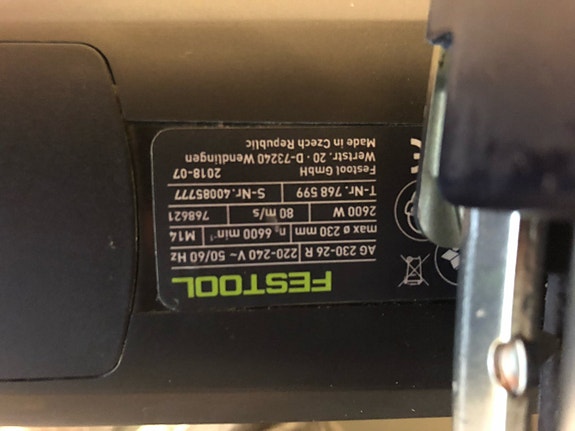 FESTOOL
AG 230-26 R 220-240 V ~ 50/60 Hz
max ø 230 mm n₀ 6600 min⁻¹ M14
2600 W 80 m/s 768621
T-Nr. 768 599 S-Nr. 40085777
Festool GmbH 2018-07
Wertstr. 20 · D-73240 Wendlingen
Made in Czech Republic